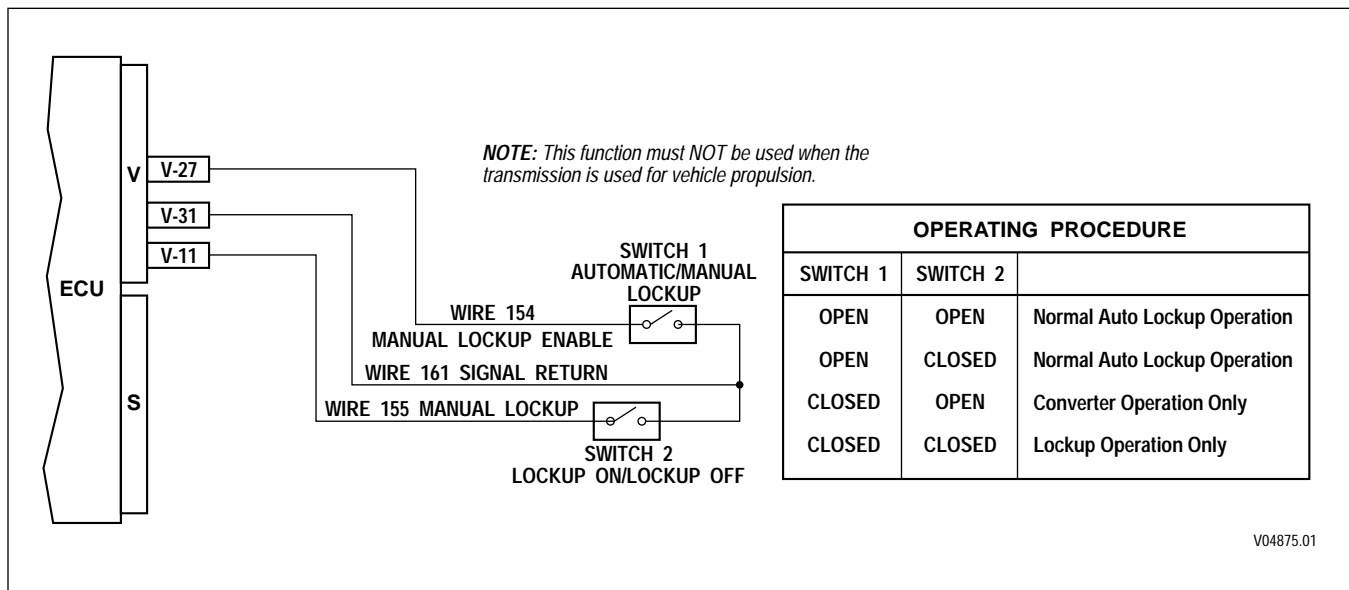 ECU
V
S
V-27
V-31
V-11
NOTE: This function must NOT be used when the
transmission is used for vehicle propulsion.
SWITCH 1
AUTOMATIC/MANUAL
LOCKUP
WIRE 154
MANUAL LOCKUP ENABLE
WIRE 161 SIGNAL RETURN
WIRE 155 MANUAL LOCKUP
SWITCH 2
LOCKUP ON/LOCKUP OFF
OPERATING PROCEDURE
SWITCH 1 SWITCH 2
OPEN OPEN Normal Auto Lockup Operation
OPEN CLOSED Normal Auto Lockup Operation
CLOSED OPEN Converter Operation Only
CLOSED CLOSED Lockup Operation Only
V04875.01